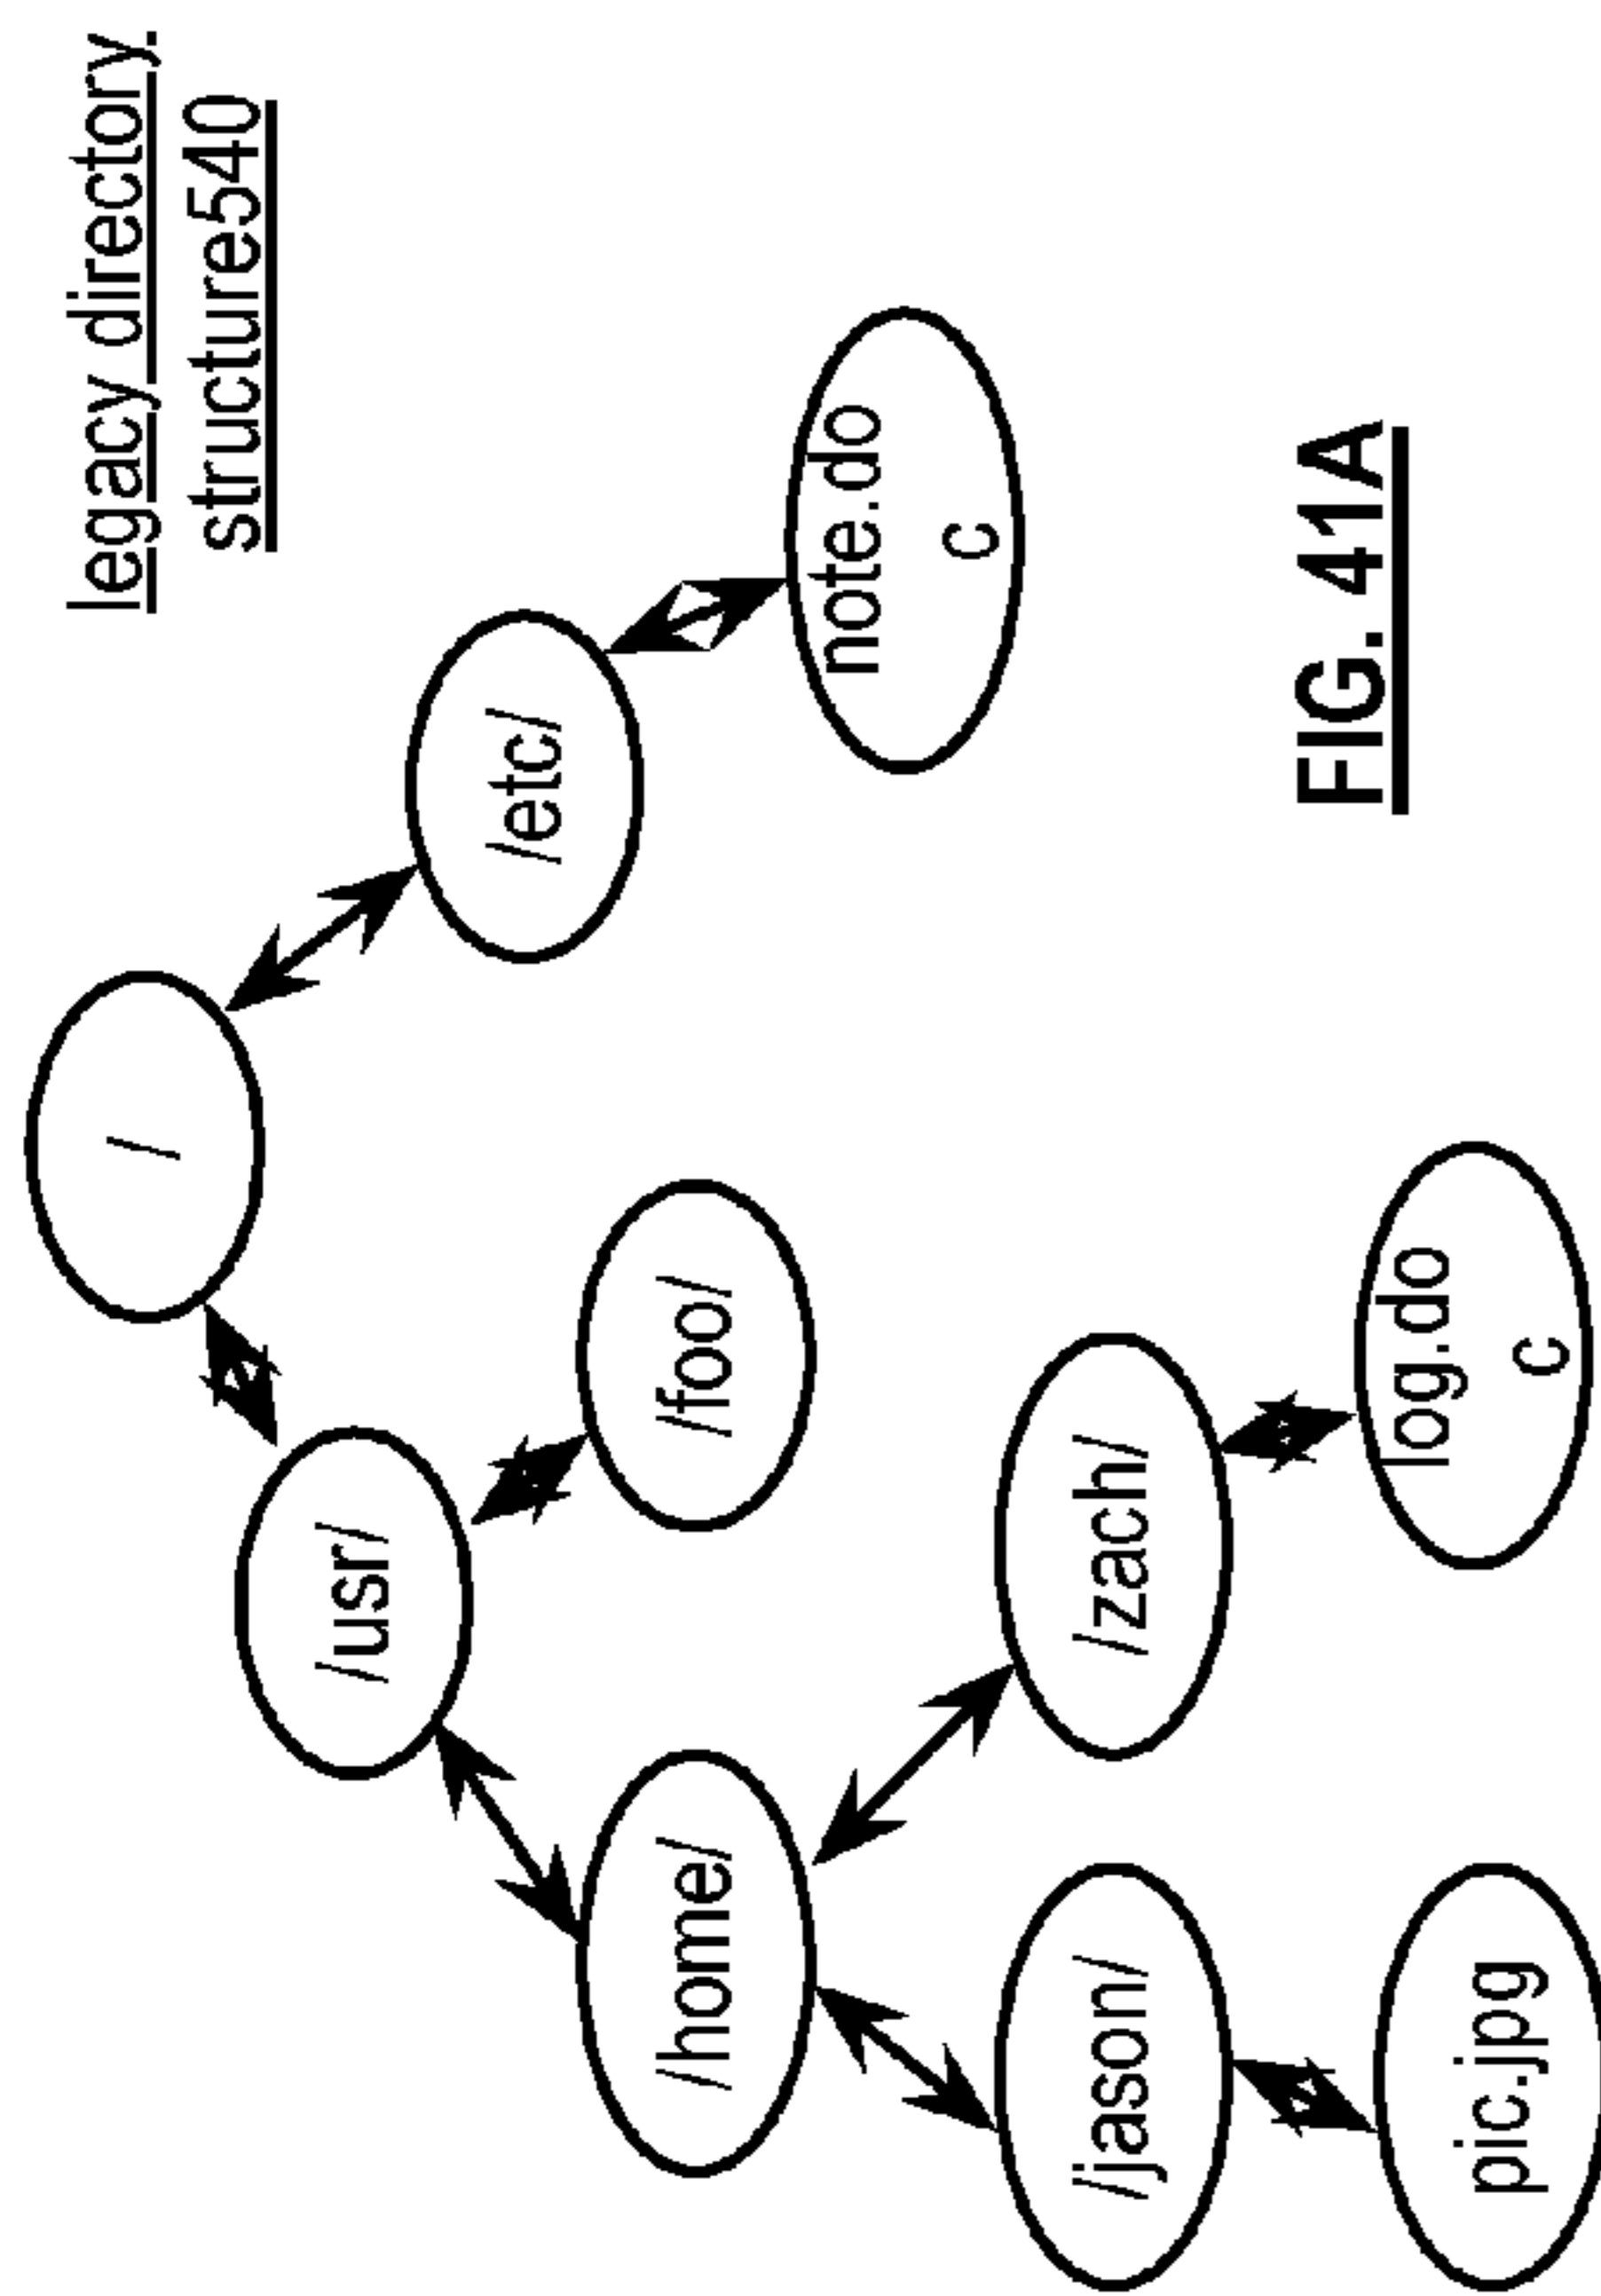 legacy directory
structure540
/
/usr/
/etc/
/home/
/foo/
note.do
c
/jason/
/zach/
pic.jpg
log.do
c
FIG. 41A